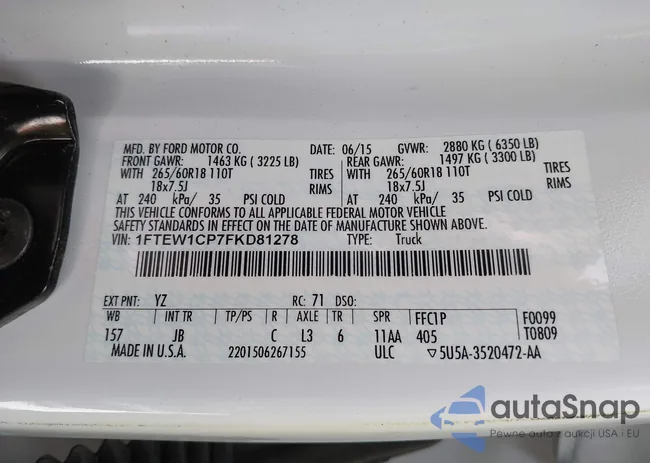 MFD. BY FORD MOTOR CO. DATE: 06/15 GVWR: 2880 KG ( 6350 LB)
FRONT GAWR: 1463 KG ( 3225 LB) REAR GAWR: 1497 KG ( 3300 LB)
WITH 265/60R18 110T TIRES WITH 265/60R18 110T TIRES
18x7.5J RIMS 18x7.5J RIMS
AT 240 kPa/ 35 PSI COLD AT 240 kPa/ 35 PSI COLD
THIS VEHICLE CONFORMS TO ALL APPLICABLE FEDERAL MOTOR VEHICLE
SAFETY STANDARDS IN EFFECT ON THE DATE OF MANUFACTURE SHOWN ABOVE.
VIN: 1FTEW1CP7FKD81278 TYPE: Truck
EXT PNT: YZ RC: 71 DSO:
WB INT TR TP/PS R AXLE TR SPR FFC1P F0099
157 JB C L3 6 11AA 405 T0809
MADE IN U.S.A. 2201506267155 ULC ▽5U5A-3520472-AA
autaSnap
Pewne auta z aukcji USA i EU